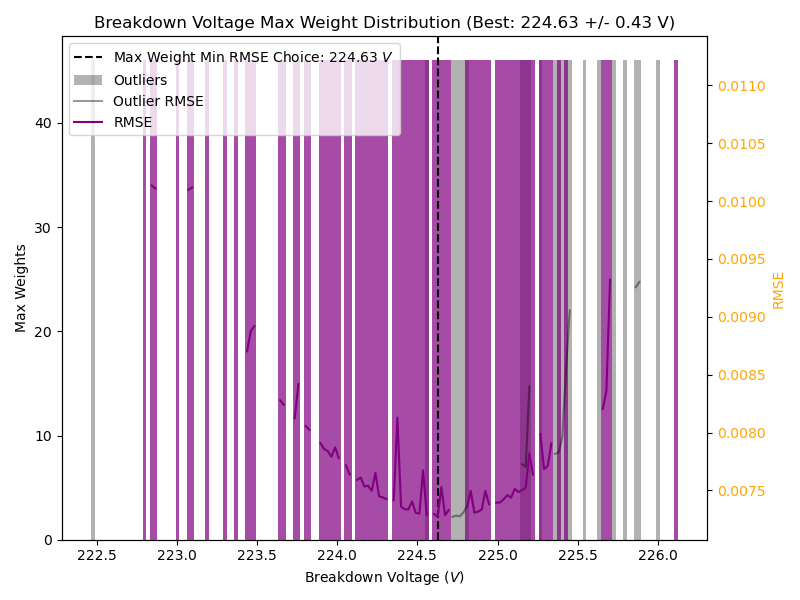 Breakdown Voltage Max Weight Distribution (Best: 224.63 +/- 0.43 V)
Max Weight Min RMSE Choice: 224.63 V
Outliers
Outlier RMSE
RMSE
40
30
20
10
0
Max Weights
0.0110
0.0105
0.0100
0.0095
0.0090
0.0085
0.0080
0.0075
RMSE
222.5 223.0 223.5 224.0 224.5 225.0 225.5 226.0
Breakdown Voltage (V)